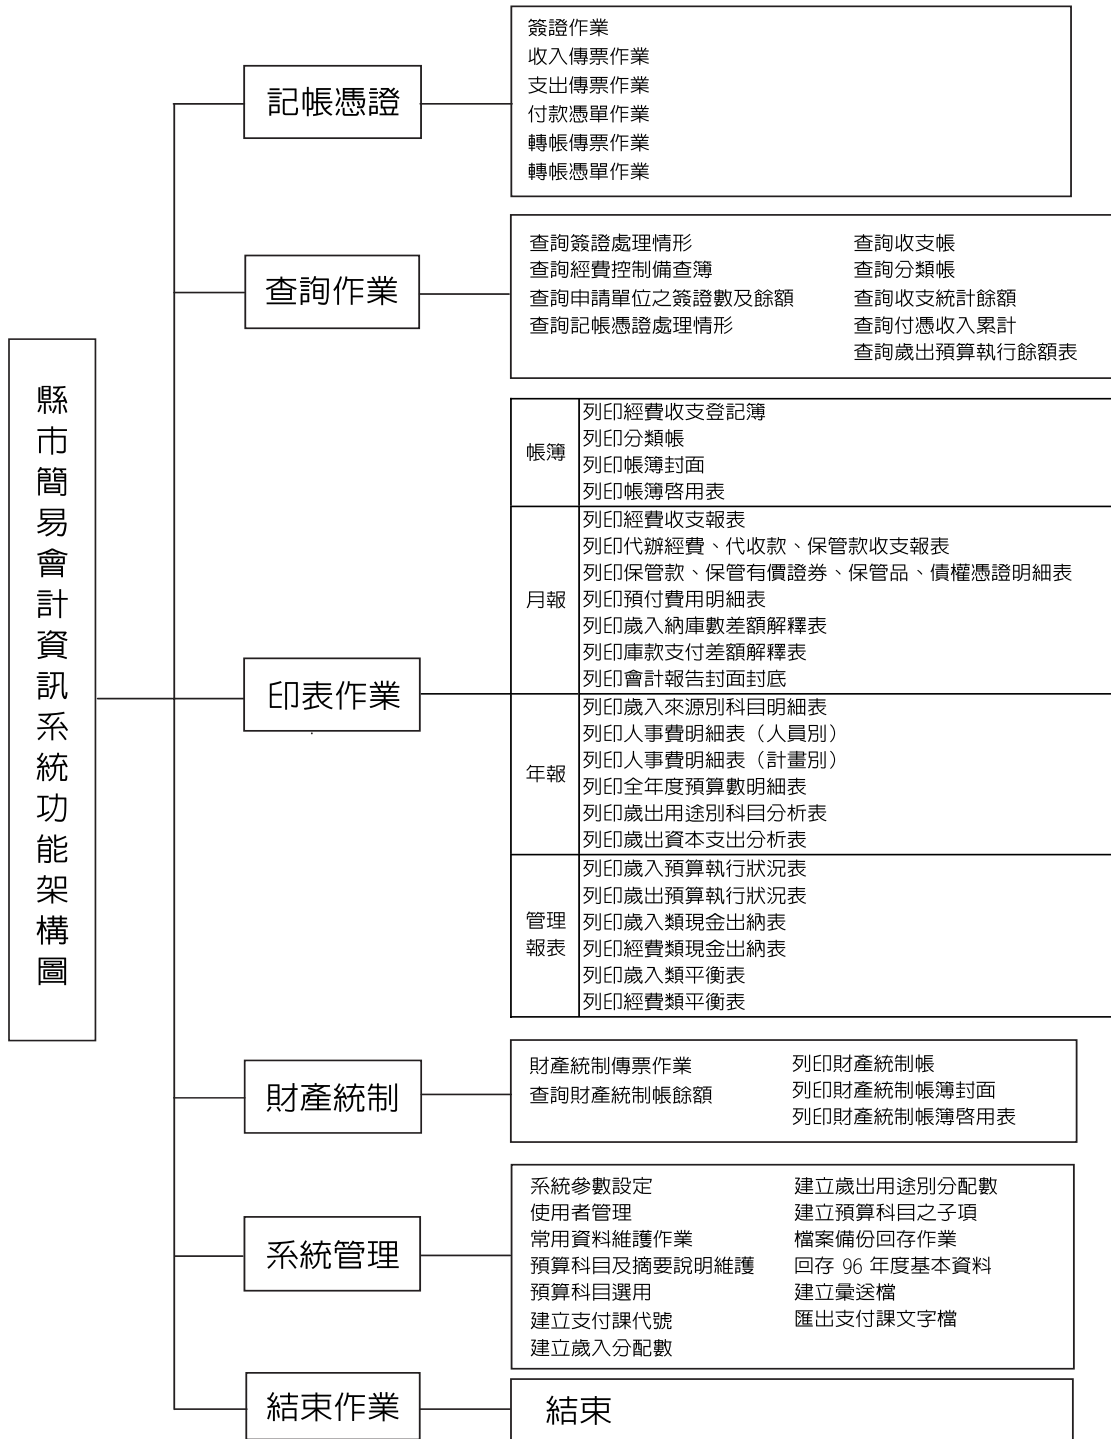 縣市簡易會計資訊系統功能架構圖
記帳憑證
簽證作業
收入傳票作業
支出傳票作業
付款憑單作業
轉帳傳票作業
轉帳憑單作業
查詢作業
查詢簽證處理情形
查詢經費控制備查簿
查詢申請單位之簽證數及餘額
查詢記帳憑證處理情形
查詢收支帳
查詢分類帳
查詢收支統計餘額
查詢付憑收入累計
查詢歲出預算執行餘額表
印表作業
帳簿
列印經費收支登記簿
列印分類帳
列印帳簿封面
列印帳簿啓用表
月報
列印經費收支報表
列印代辦經費、代收款、保管款收支報表
列印保管款、保管有價證券、保管品、債權憑證明細表
列印預付費用明細表
列印歲入納庫數差額解釋表
列印庫款支付差額解釋表
列印會計報告封面封底
年報
列印歲入來源別科目明細表
列印人事費明細表（人員別）
列印人事費明細表（計畫別）
列印全年度預算數明細表
列印歲出用途別科目分析表
列印歲出資本支出分析表
管理
報表
列印歲入預算執行狀況表
列印歲出預算執行狀況表
列印歲入類現金出納表
列印經費類現金出納表
列印歲入類平衡表
列印經費類平衡表
財產統制
財產統制傳票作業
查詢財產統制帳餘額
列印財產統制帳
列印財產統制帳簿封面
列印財產統制帳簿啓用表
系統管理
系統參數設定
使用者管理
常用資料維護作業
預算科目及摘要說明維護
預算科目選用
建立支付課代號
建立歲入分配數
建立歲出用途別分配數
建立預算科目之子項
檔案備份回存作業
回存 96 年度基本資料
建立彙送檔
匯出支付課文字檔
結束作業
結束